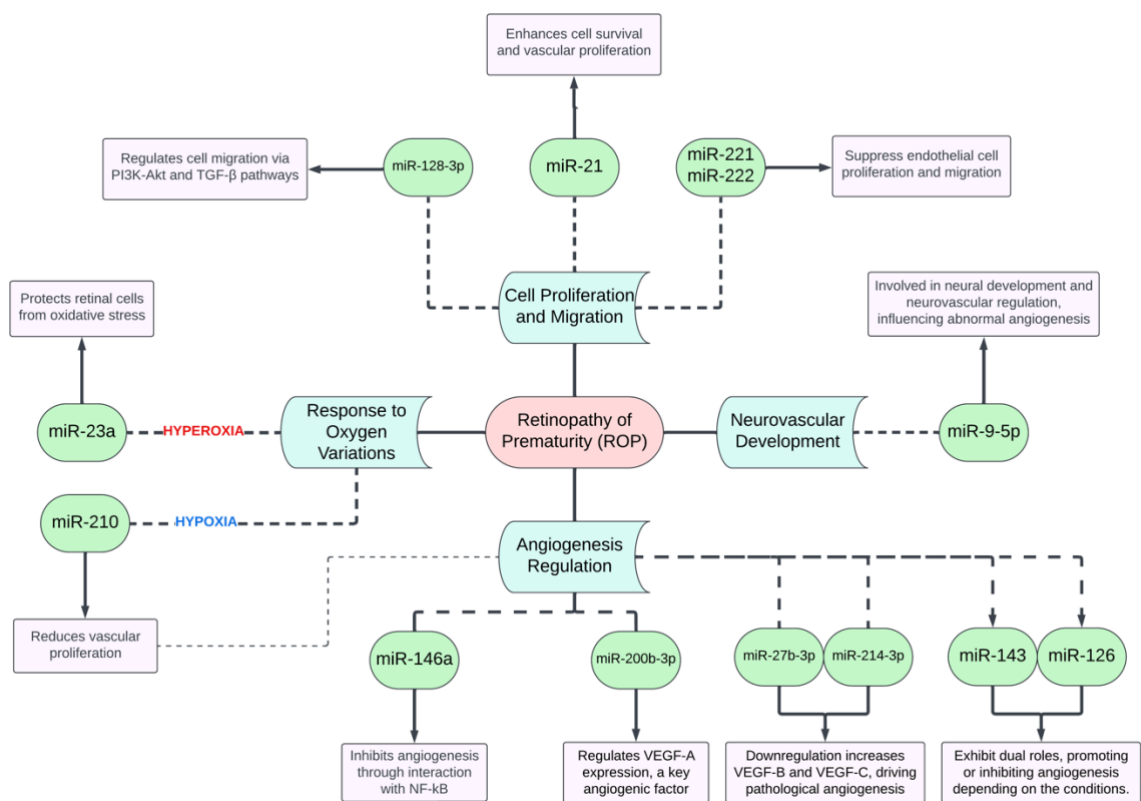 Enhances cell survival
and vascular proliferation
Regulates cell migration via
PI3K-Akt and TGF-β pathways
miR-128-3p
miR-21
miR-221
miR-222
Suppress endothelial cell
proliferation and migration
Protects retinal cells
from oxidative stress
Cell Proliferation
and Migration
Involved in neural development and
neurovascular regulation,
influencing abnormal angiogenesis
miR-23a
HYPEROXIA
Response to
Oxygen
Variations
Retinopathy of
Prematurity (ROP)
Neurovascular
Development
miR-9-5p
miR-210
HYPOXIA
Angiogenesis
Regulation
Reduces vascular
proliferation
miR-146a
miR-200b-3p
miR-27b-3p
miR-214-3p
miR-143
miR-126
Inhibits angiogenesis
through interaction
with NF-kB
Regulates VEGF-A
expression, a key
angiogenic factor
Downregulation increases
VEGF-B and VEGF-C, driving
pathological angiogenesis
Exhibit dual roles, promoting
or inhibiting angiogenesis
depending on the conditions.